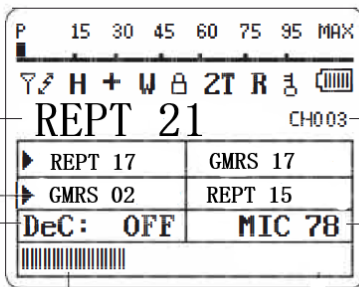 P 15 30 45 60 75 95 MAX
H + W 2T R
REPT 21 CH003
REPT 17 GMRS 17
GMRS 02 REPT 15
DeC: OFF MIC 78